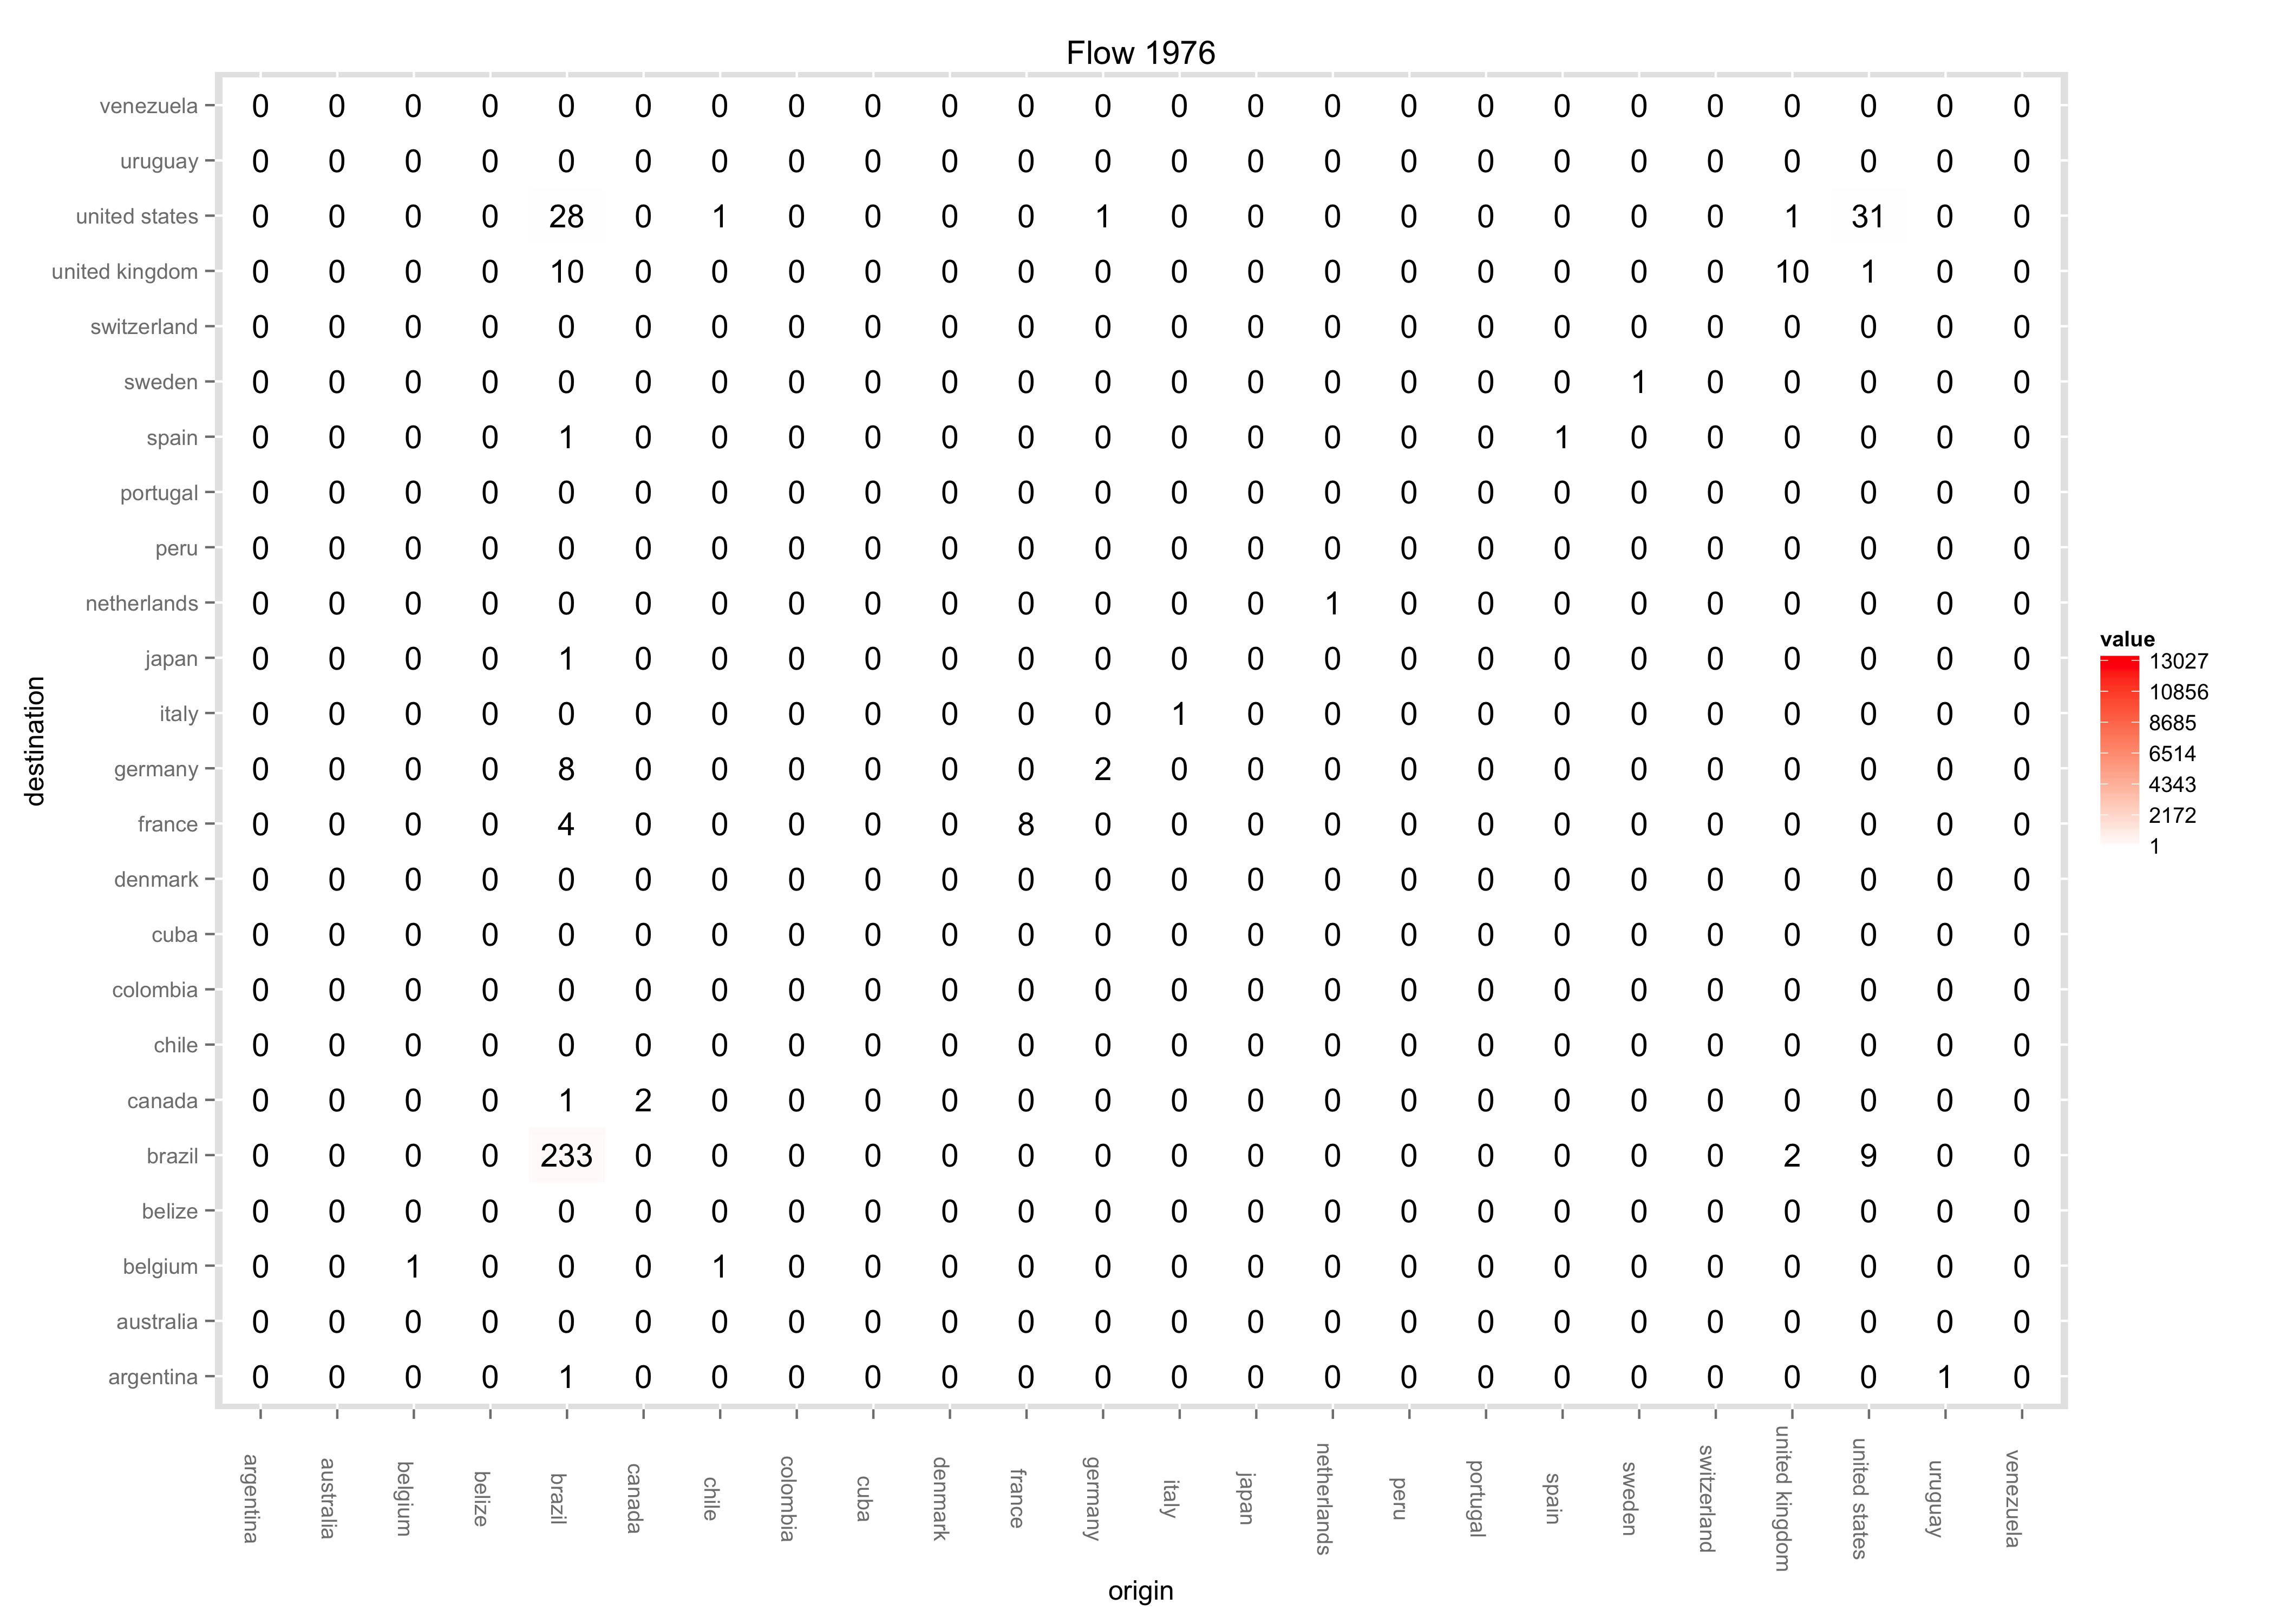 Flow 1976
venezuela 0 0 0 0 0 0 0 0 0 0 0 0 0 0 0 0 0 0 0 0 0 0 0 0
uruguay 0 0 0 0 0 0 0 0 0 0 0 0 0 0 0 0 0 0 0 0 0 0 0 0
united states 0 0 0 0 28 0 1 0 0 0 0 1 0 0 0 0 0 0 0 0 1 31 0 0
united kingdom 0 0 0 0 10 0 0 0 0 0 0 0 0 0 0 0 0 0 0 0 10 1 0 0
switzerland 0 0 0 0 0 0 0 0 0 0 0 0 0 0 0 0 0 0 0 0 0 0 0 0
sweden 0 0 0 0 0 0 0 0 0 0 0 0 0 0 0 0 0 0 1 0 0 0 0 0
spain 0 0 0 0 1 0 0 0 0 0 0 0 0 0 0 0 0 1 0 0 0 0 0 0
portugal 0 0 0 0 0 0 0 0 0 0 0 0 0 0 0 0 0 0 0 0 0 0 0 0
peru 0 0 0 0 0 0 0 0 0 0 0 0 0 0 0 0 0 0 0 0 0 0 0 0
netherlands 0 0 0 0 0 0 0 0 0 0 0 0 0 0 1 0 0 0 0 0 0 0 0 0
japan 0 0 0 0 1 0 0 0 0 0 0 0 0 0 0 0 0 0 0 0 0 0 0 0
italy 0 0 0 0 0 0 0 0 0 0 0 0 1 0 0 0 0 0 0 0 0 0 0 0
germany 0 0 0 0 8 0 0 0 0 0 0 2 0 0 0 0 0 0 0 0 0 0 0 0
france 0 0 0 0 4 0 0 0 0 0 8 0 0 0 0 0 0 0 0 0 0 0 0 0
denmark 0 0 0 0 0 0 0 0 0 0 0 0 0 0 0 0 0 0 0 0 0 0 0 0
cuba 0 0 0 0 0 0 0 0 0 0 0 0 0 0 0 0 0 0 0 0 0 0 0 0
colombia 0 0 0 0 0 0 0 0 0 0 0 0 0 0 0 0 0 0 0 0 0 0 0 0
chile 0 0 0 0 0 0 0 0 0 0 0 0 0 0 0 0 0 0 0 0 0 0 0 0
canada 0 0 0 0 1 2 0 0 0 0 0 0 0 0 0 0 0 0 0 0 0 0 0 0
brazil 0 0 0 0 233 0 0 0 0 0 0 0 0 0 0 0 0 0 0 0 2 9 0 0
belize 0 0 0 0 0 0 0 0 0 0 0 0 0 0 0 0 0 0 0 0 0 0 0 0
belgium 0 0 1 0 0 0 1 0 0 0 0 0 0 0 0 0 0 0 0 0 0 0 0 0
australia 0 0 0 0 0 0 0 0 0 0 0 0 0 0 0 0 0 0 0 0 0 0 0 0
argentina 0 0 0 0 1 0 0 0 0 0 0 0 0 0 0 0 0 0 0 0 0 0 1 0
destination
argentina
australia
belgium
belize
brazil
canada
chile
colombia
cuba
denmark
france
germany
italy
japan
netherlands
peru
portugal
spain
sweden
switzerland
united kingdom
united states
uruguay
venezuela
origin
value
13027
10856
8685
6514
4343
2172
1